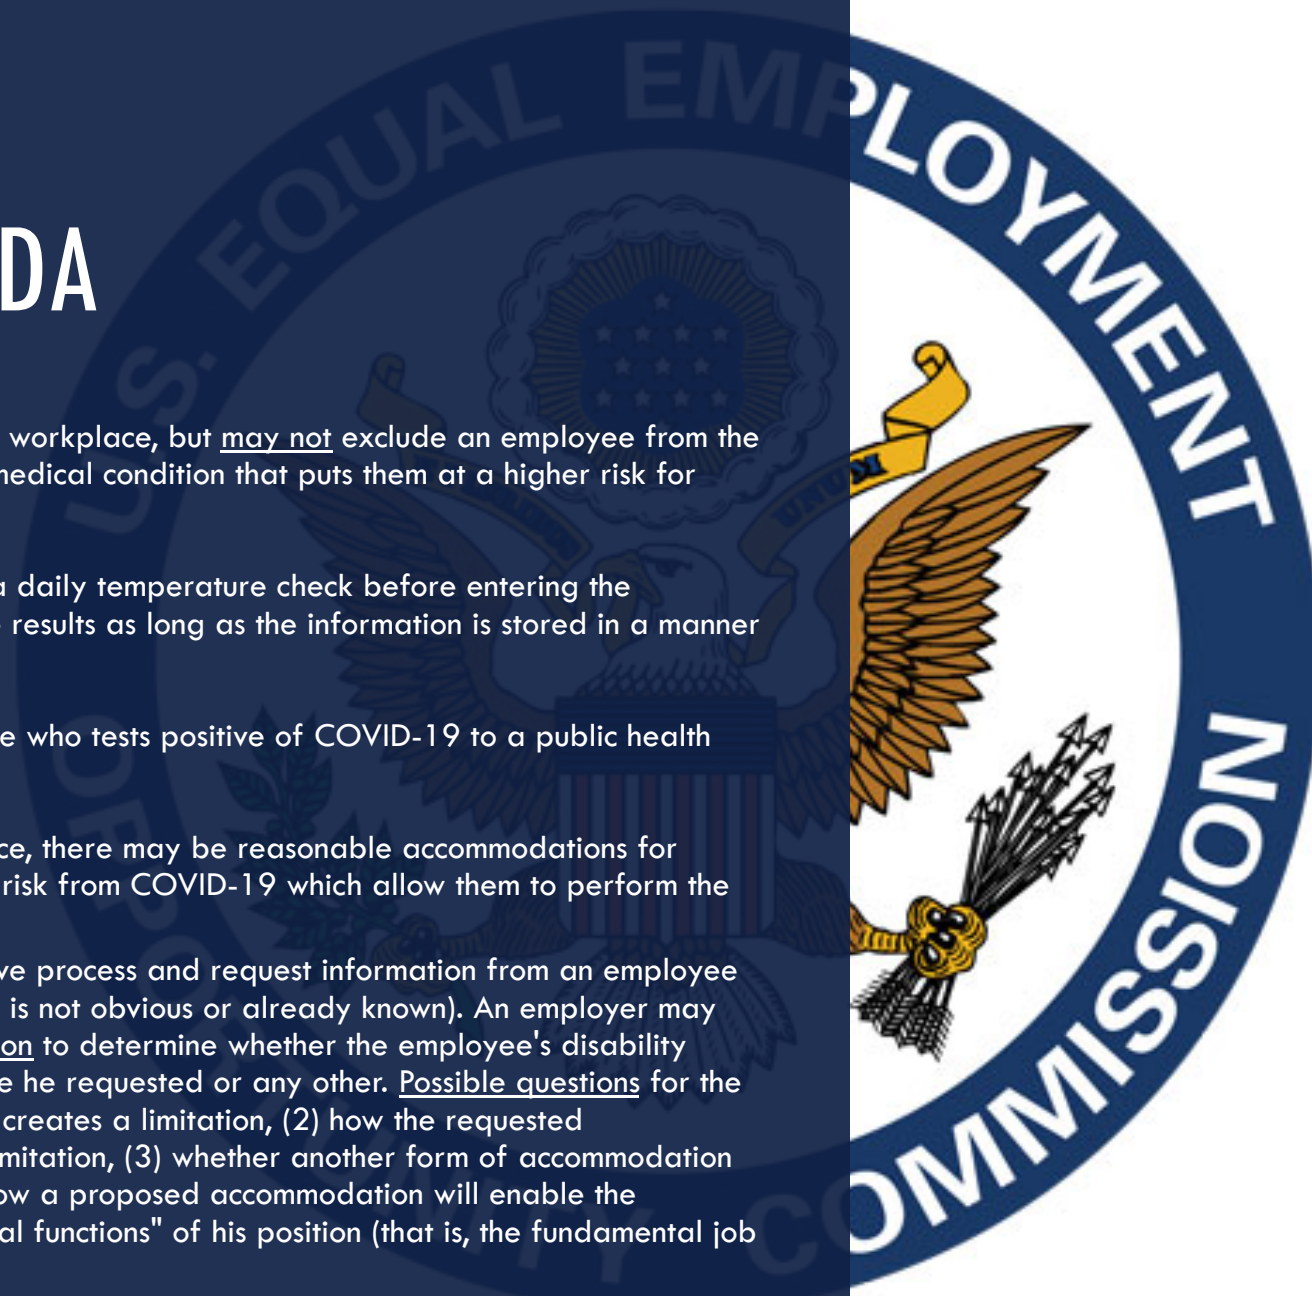 DA
workplace, but may not exclude an employee from the
medical condition that puts them at a higher risk for
a daily temperature check before entering the
results as long as the information is stored in a manner
e who tests positive of COVID-19 to a public health
ce, there may be reasonable accommodations for
risk from COVID-19 which allow them to perform the
ve process and request information from an employee
is not obvious or already known). An employer may
on to determine whether the employee's disability
e he requested or any other. Possible questions for the
creates a limitation, (2) how the requested
mitation, (3) whether another form of accommodation
ow a proposed accommodation will enable the
al functions" of his position (that is, the fundamental job
U.S. EQUAL EMPLOYMENT
OPPORTUNITY COMMISSION